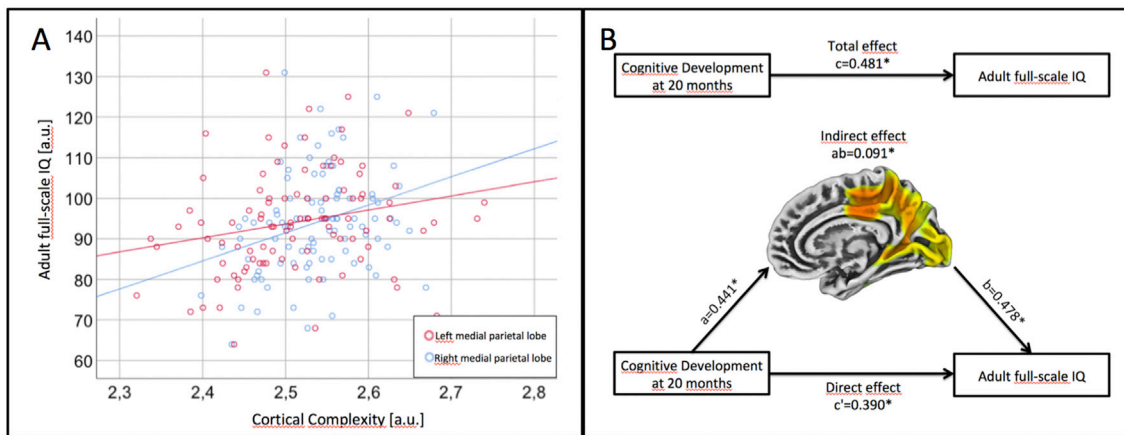 A
Adult full-scale IQ [a.u.]
140
130
120
110
100
90
80
70
60
2,3
2,4
2,5
2,6
2,7
2,8
Cortical Complexity [a.u.]
Left medial parietal lobe
Right medial parietal lobe
B
Total effect
c=0.481*
Cognitive Development
at 20 months
Adult full-scale IQ
Indirect effect
ab=0.091*
a=0.441*
b=0.478*
Cognitive Development
at 20 months
Direct effect
c'=0.390*
Adult full-scale IQ